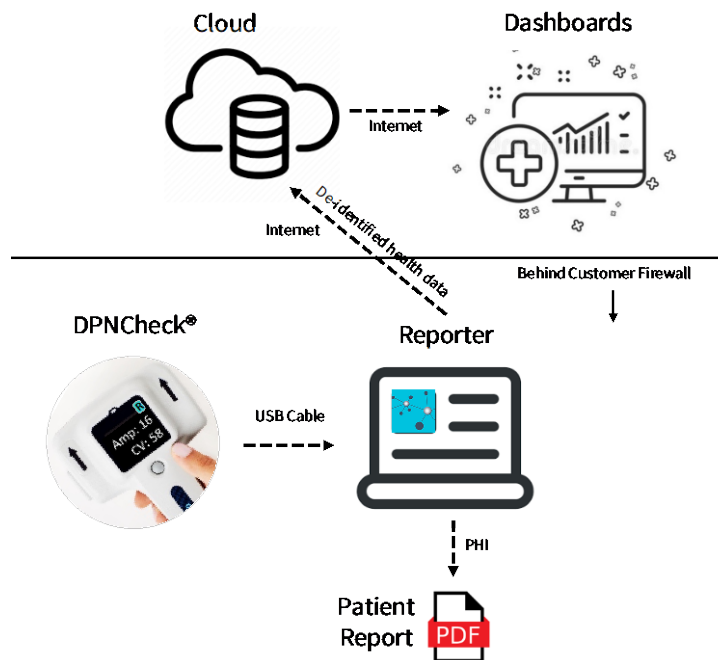 Cloud
Dashboards
Internet
De-identified health data
Internet
Behind Customer Firewall
DPNCheck®
Reporter
R
Amp: 16
CV: 58
USB Cable
PHI
Patient
Report
PDF